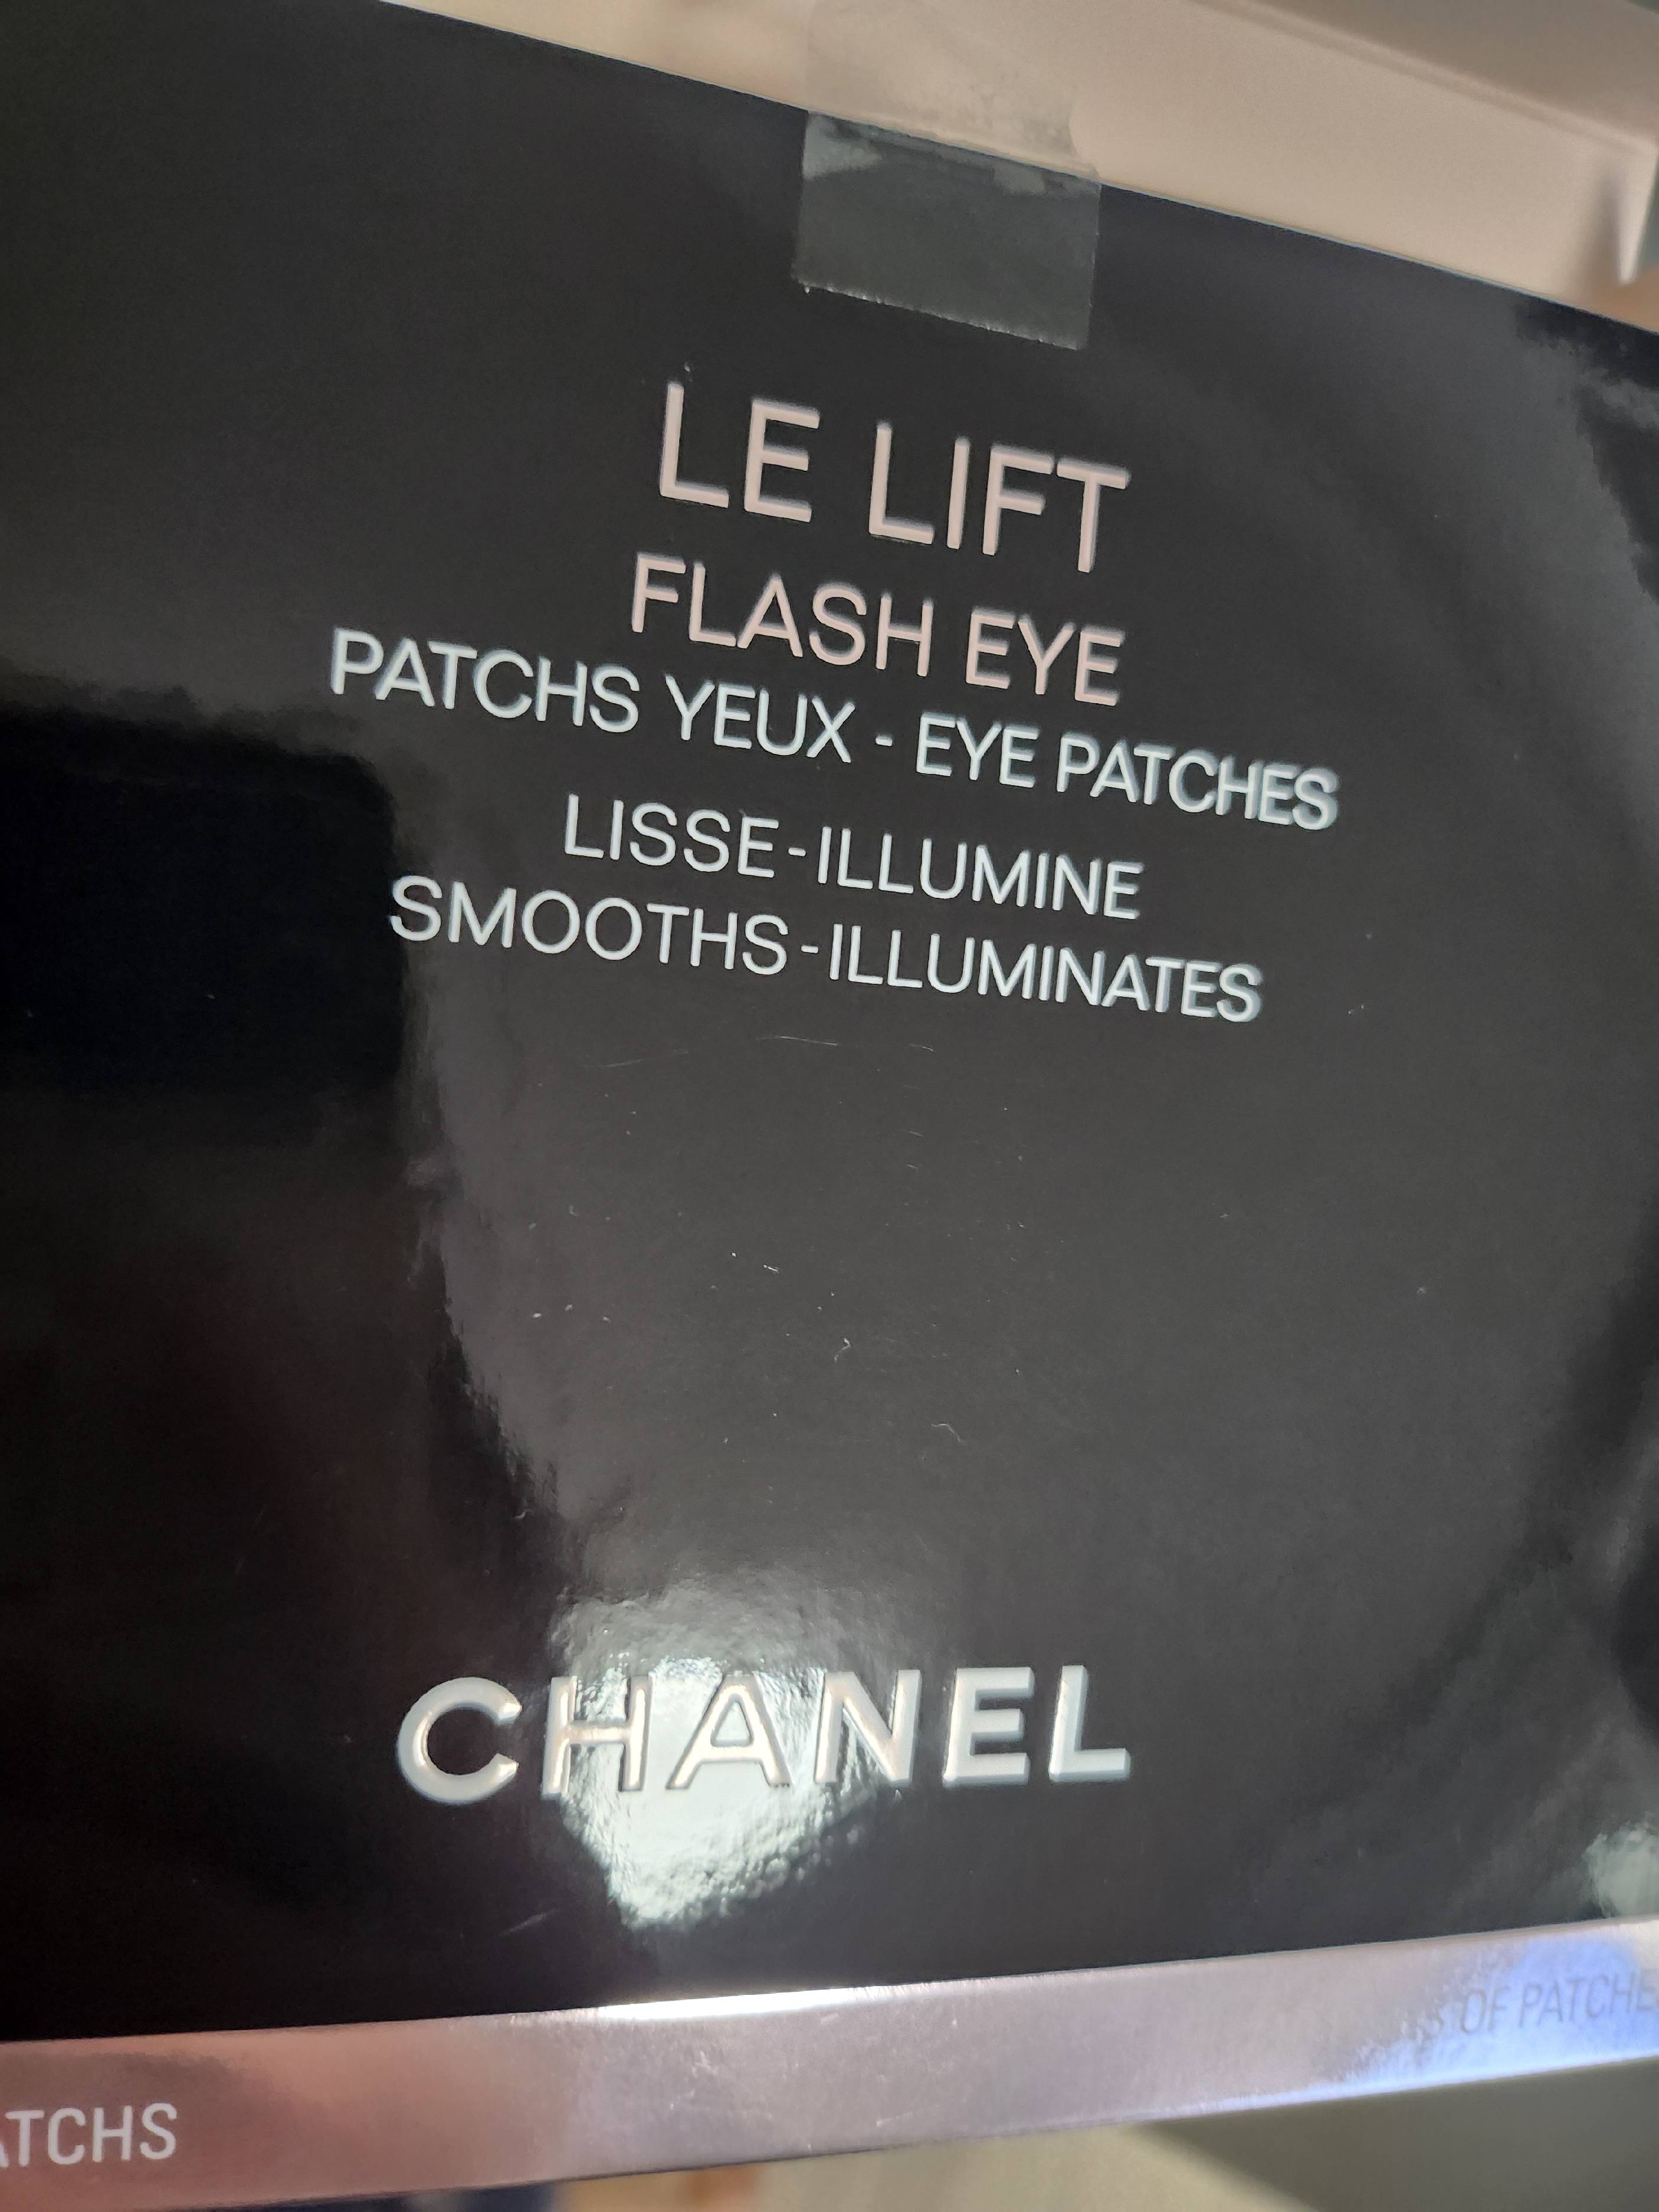 LE LIFT
FLASH EYE
PATCHS YEUX - EYE PATCHES
LISSE-ILLUMINE
SMOOTHS-ILLUMINATES
CHANEL
OF PATCHE
ATCHS